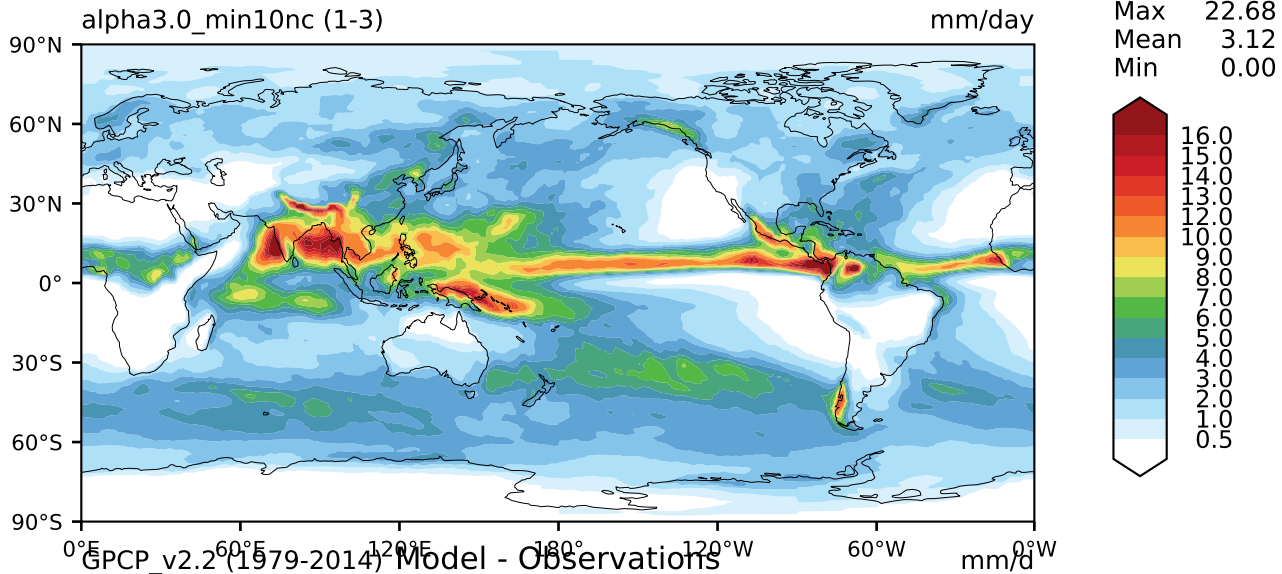 alpha3.0_min10nc (1-3) mm/day
Max 22.68
Mean 3.12
Min 0.00
90°N
60°N
30°N
0°
30°S
60°S
90°S
0°E 60°E 120°E 180° 120°W 60°W 0°W
16.0
15.0
14.0
13.0
12.0
10.0
9.0
8.0
7.0
6.0
5.0
4.0
3.0
2.0
1.0
0.5
GPCP_v2.2 (1979-2014) Model - Observations mm/d